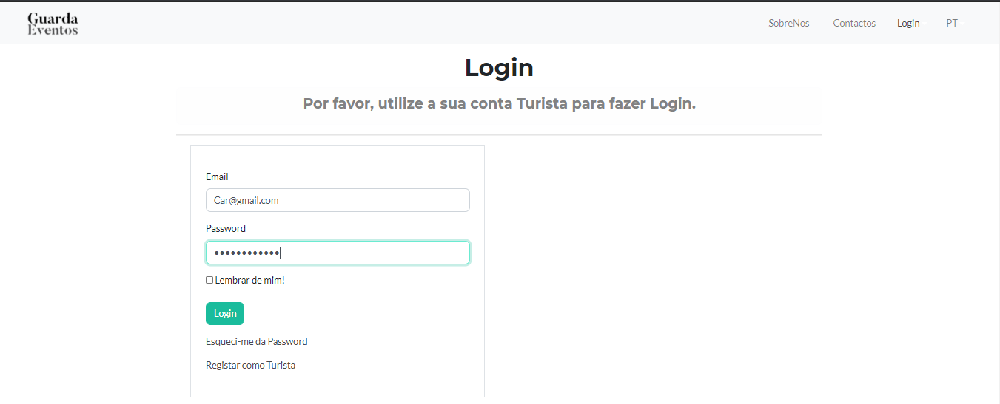 Guarda
Eventos
SobreNos
Contactos
Login
PT
Login
Por favor, utilize a sua conta Turista para fazer Login.
Email
Car@gmail.com
Password
••••••••••••
Lembrar de mim!
Login
Esqueci-me da Password
Registar como Turista